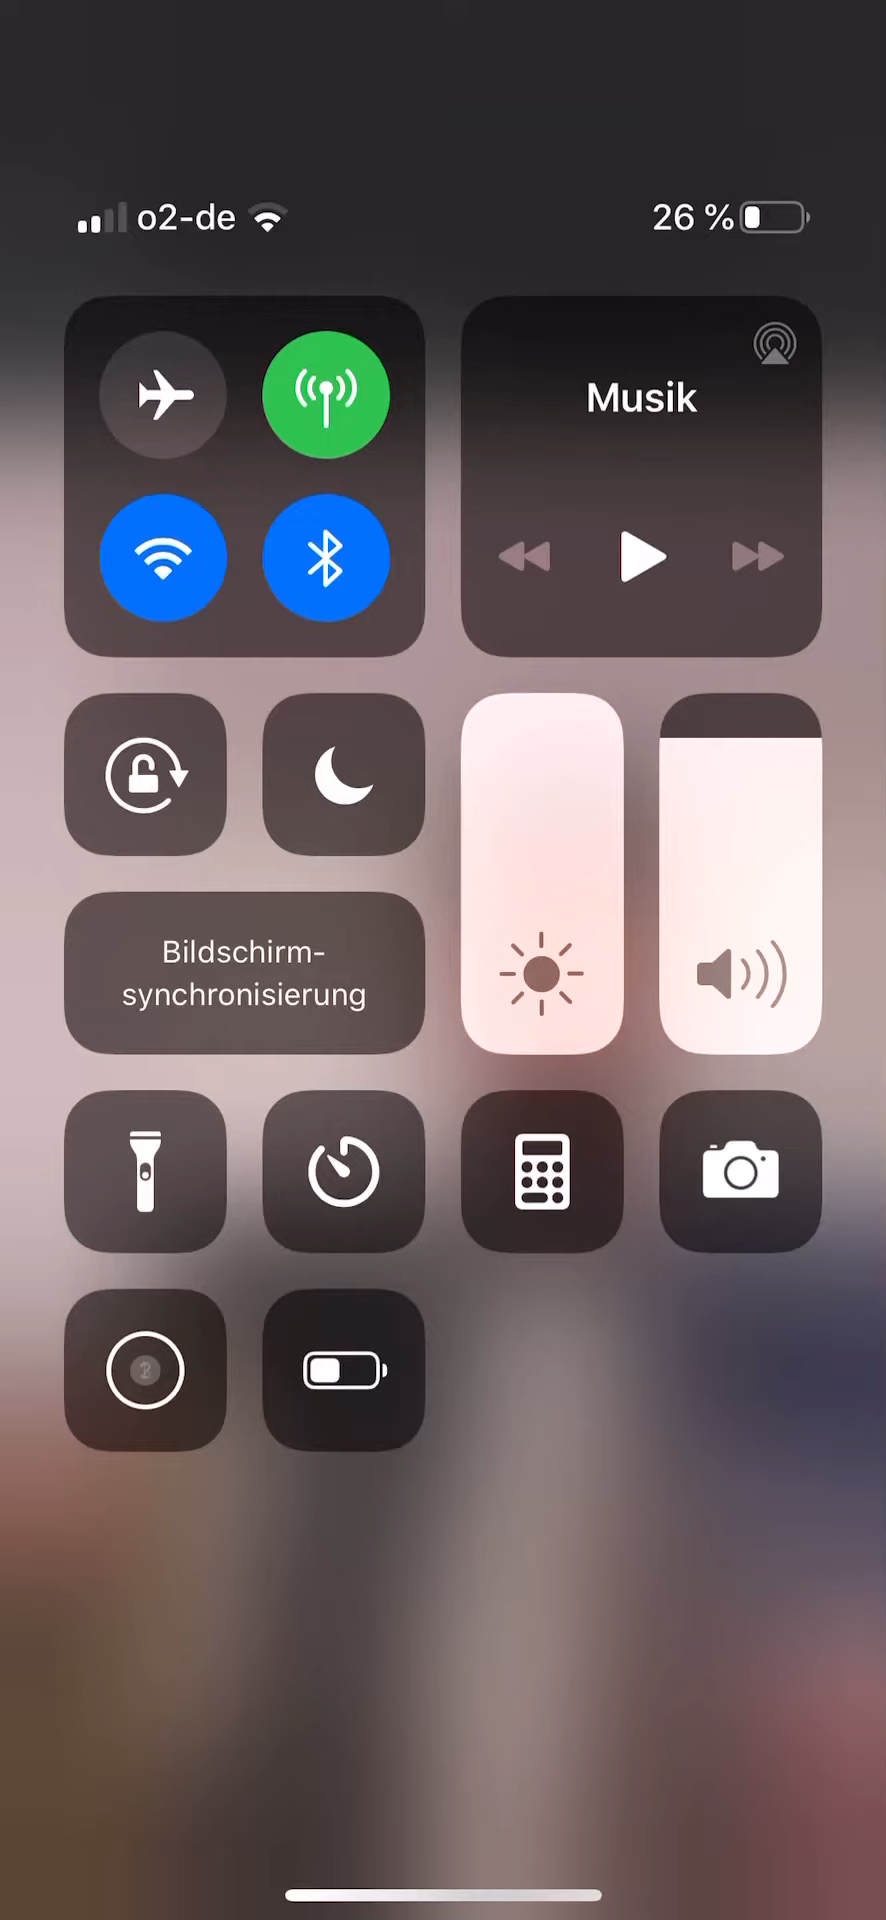 o2-de 26 %
Musik
Bildschirm-
synchronisierung